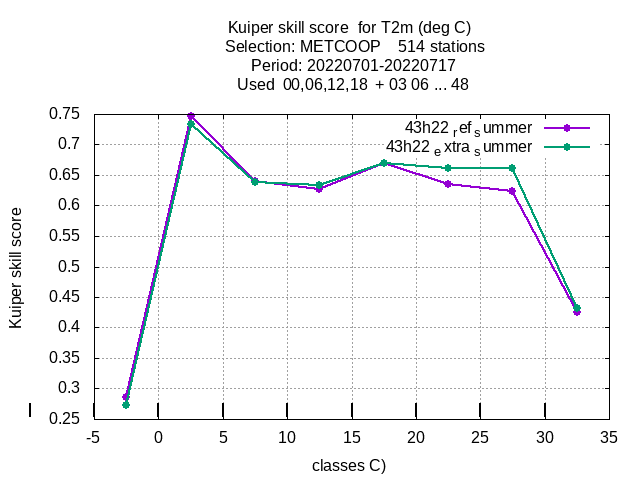 Kuiper skill score for T2m (deg C)
Selection: METCOOP 514 stations
Period: 20220701-20220717
Used 00,06,12,18 + 03 06 ... 48
43h22 ref summer
43h22 extra summer
0.75
0.7
0.65
0.6
0.55
0.5
0.45
0.4
0.35
0.3
0.25
Kuiper skill score
-5 0 5 10 15 20 25 30 35
classes C)